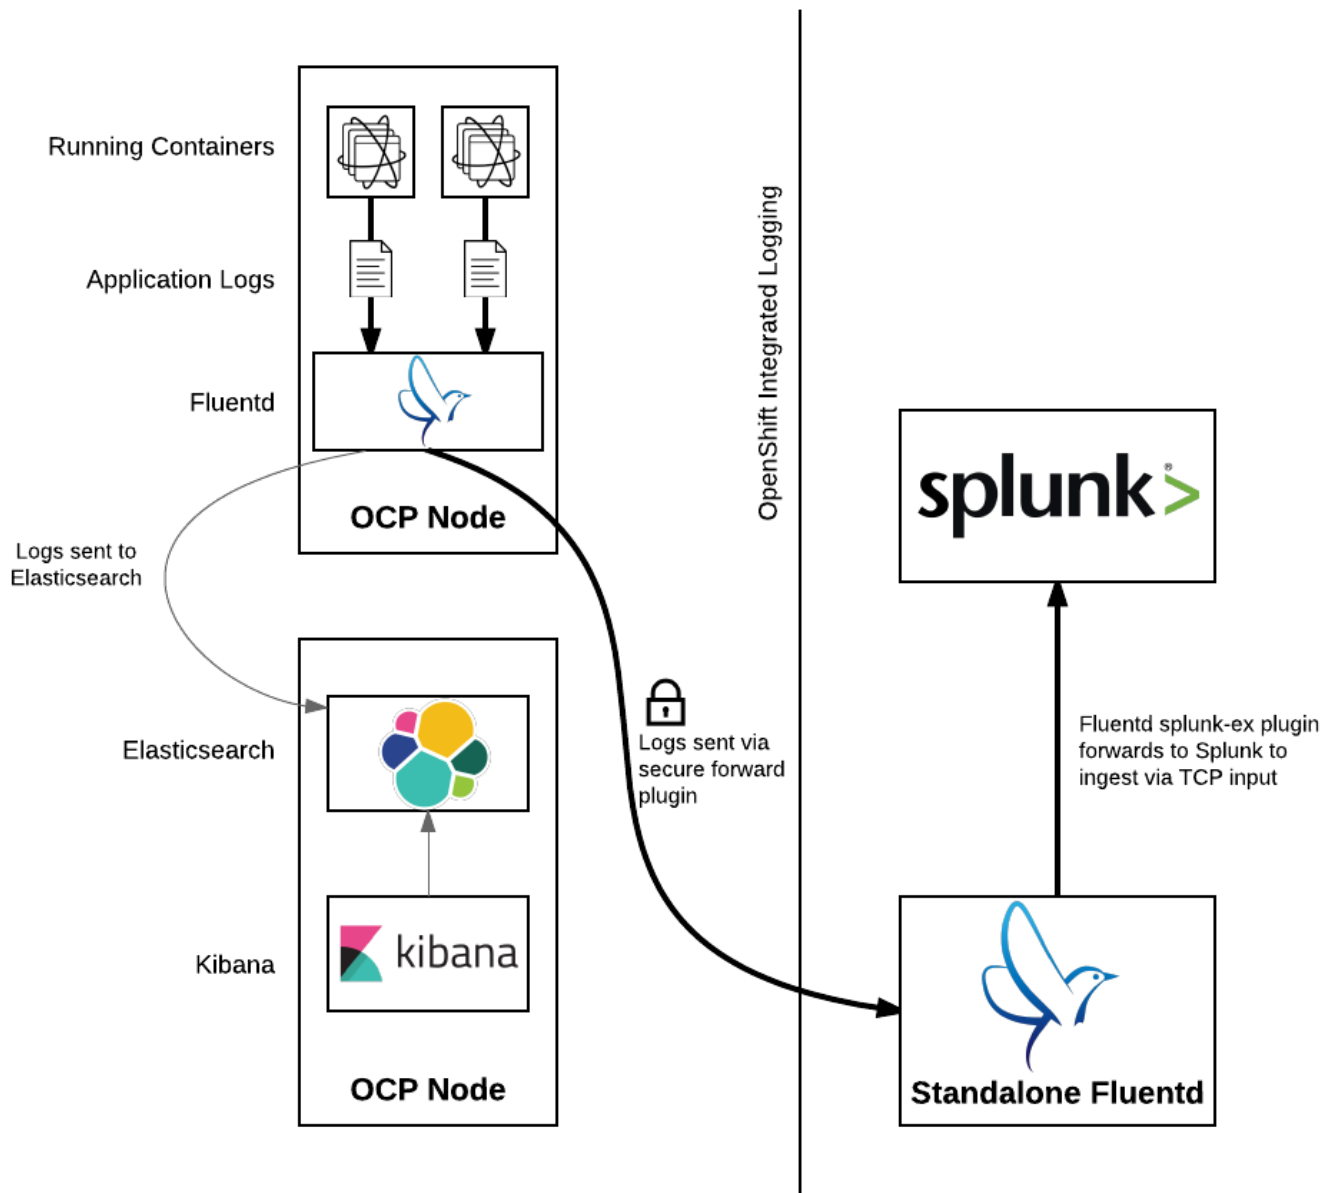 Running Containers
Application Logs
Fluentd
OCP Node
Logs sent to
Elasticsearch
Elasticsearch
kibana
Kibana
OCP Node
Logs sent via
secure forward
plugin
OpenShift Integrated Logging
splunk>®
Fluentd splunk-ex plugin
forwards to Splunk to
ingest via TCP input
Standalone Fluentd